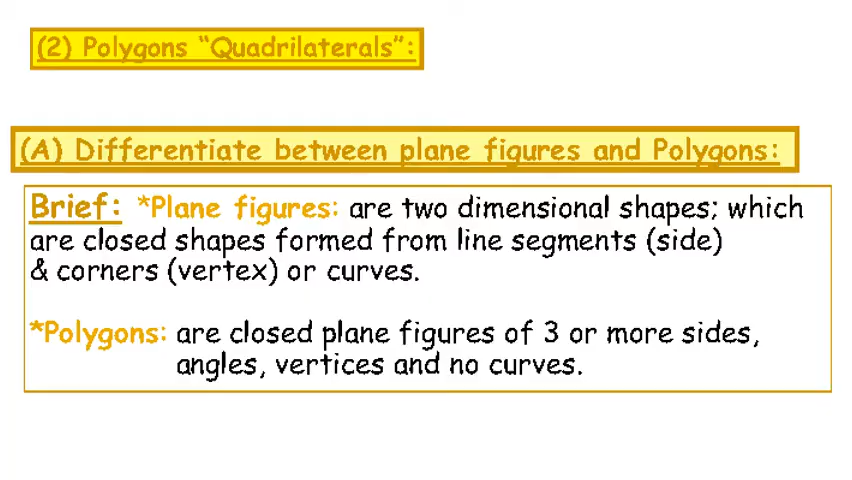 (2) Polygons “Quadrilaterals”:
(A) Differentiate between plane figures and Polygons:
Brief: *Plane figures: are two dimensional shapes; which
are closed shapes formed from line segments (side)
& corners (vertex) or curves.
*Polygons: are closed plane figures of 3 or more sides,
angles, vertices and no curves.